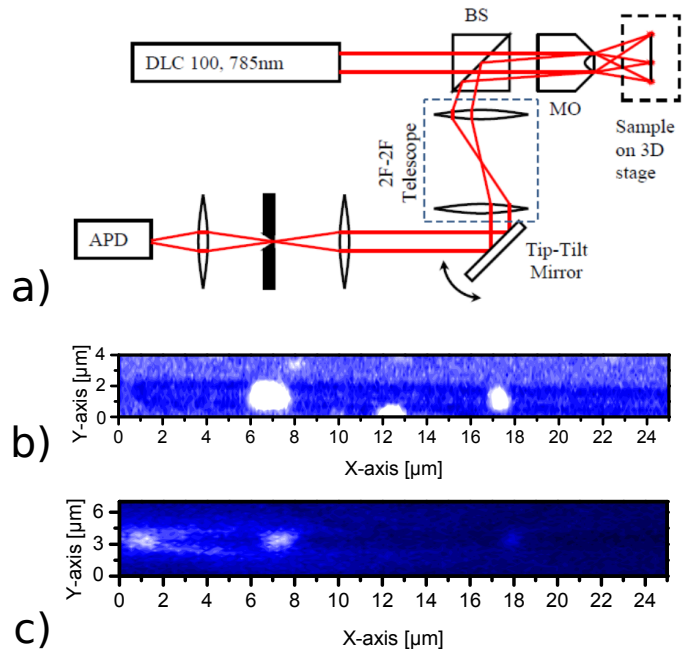 a)
BS
DLC 100, 785nm
MO
Sample
on 3D
stage
2F-2F
Telescope
APD
Tip-Tilt
Mirror
b)
Y-axis [µm]
4
2
0
0 2 4 6 8 10 12 14 16 18 20 22 24
X-axis [µm]
c)
Y-axis [µm]
6
3
0
0 2 4 6 8 10 12 14 16 18 20 22 24
X-axis [µm]